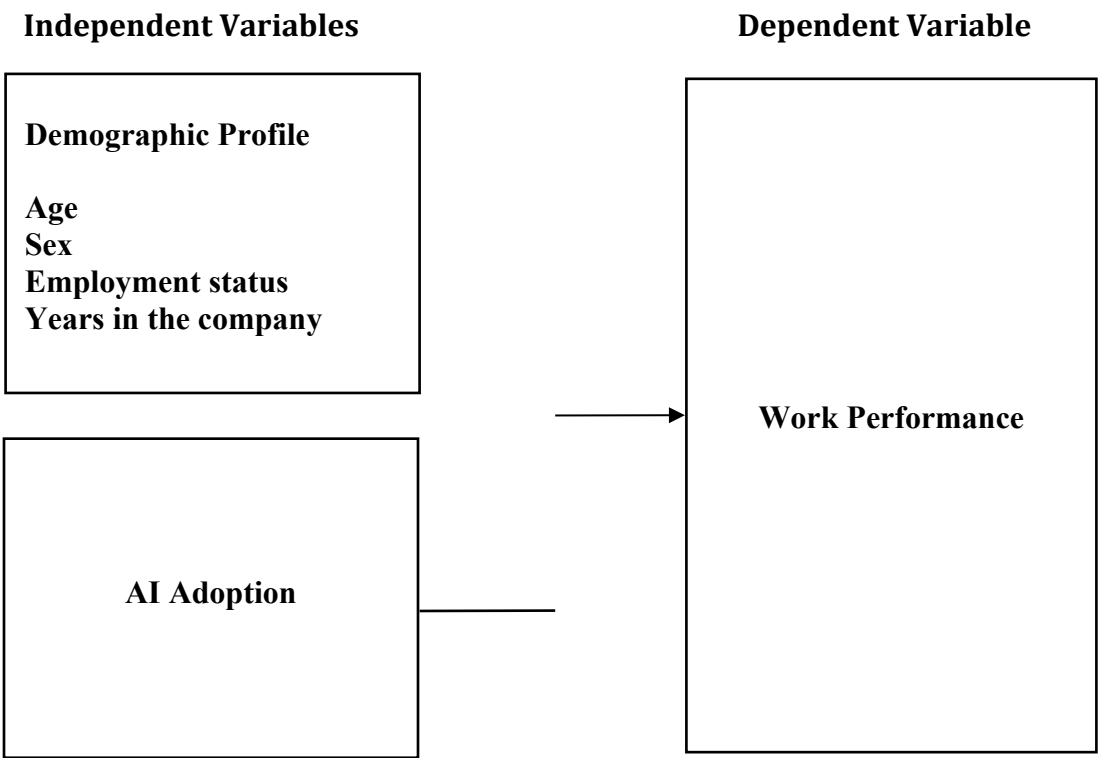 Independent Variables
Dependent Variable
Demographic Profile
Age
Sex
Employment status
Years in the company
Work Performance
AI Adoption